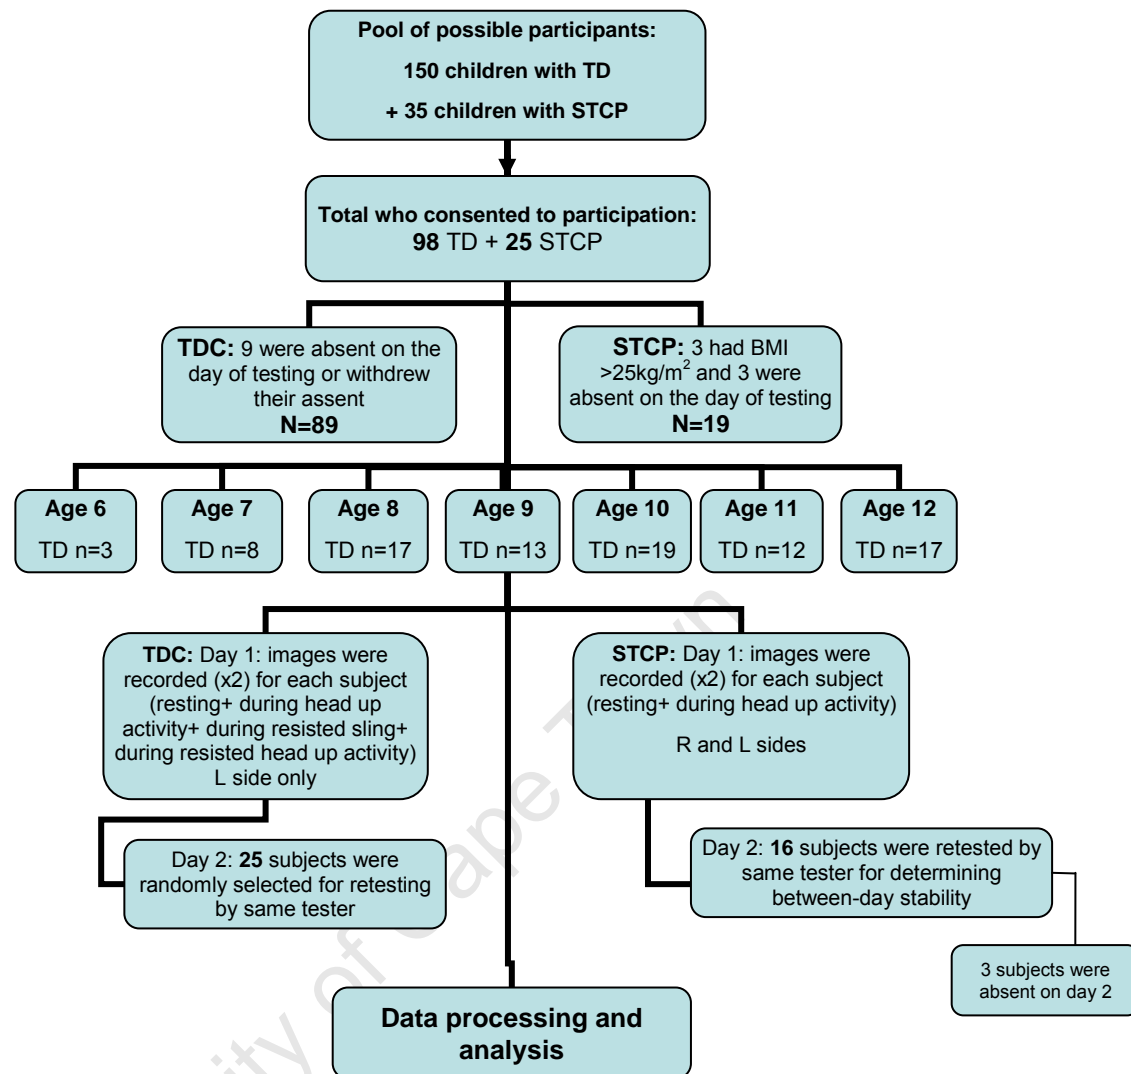 Pool of possible participants:
150 children with TD
+ 35 children with STCP
Total who consented to participation:
98 TD + 25 STCP
TDC: 9 were absent on the
day of testing or withdrew
their assent
N=89
STCP: 3 had BMI
>25kg/m² and 3 were
absent on the day of testing
N=19
Age 6
TD n=3
Age 7
TD n=8
Age 8
TD n=17
Age 9
TD n=13
Age 10
TD n=19
Age 11
TD n=12
Age 12
TD n=17
TDC: Day 1: images were
recorded (x2) for each subject
(resting+ during head up
activity+ during resisted sling+
during resisted head up activity)
L side only
STCP: Day 1: images were
recorded (x2) for each subject
(resting+ during head up activity)
R and L sides
Day 2: 25 subjects were
randomly selected for retesting
by same tester
Day 2: 16 subjects were retested by
same tester for determining
between-day stability
3 subjects were
absent on day 2
Data processing and
analysis